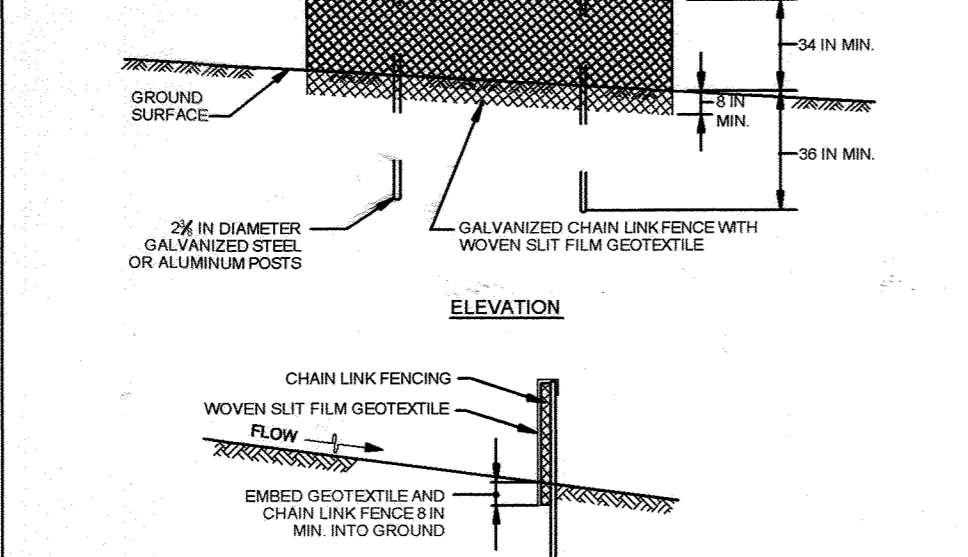 34 IN MIN.
GROUND
SURFACE
8 IN
MIN.
36 IN MIN.
2⅜ IN DIAMETER
GALVANIZED STEEL
OR ALUMINUM POSTS
GALVANIZED CHAIN LINK FENCE WITH
WOVEN SLIT FILM GEOTEXTILE
ELEVATION
CHAIN LINK FENCING
WOVEN SLIT FILM GEOTEXTILE
FLOW
EMBED GEOTEXTILE AND
CHAIN LINK FENCE 8 IN
MIN. INTO GROUND